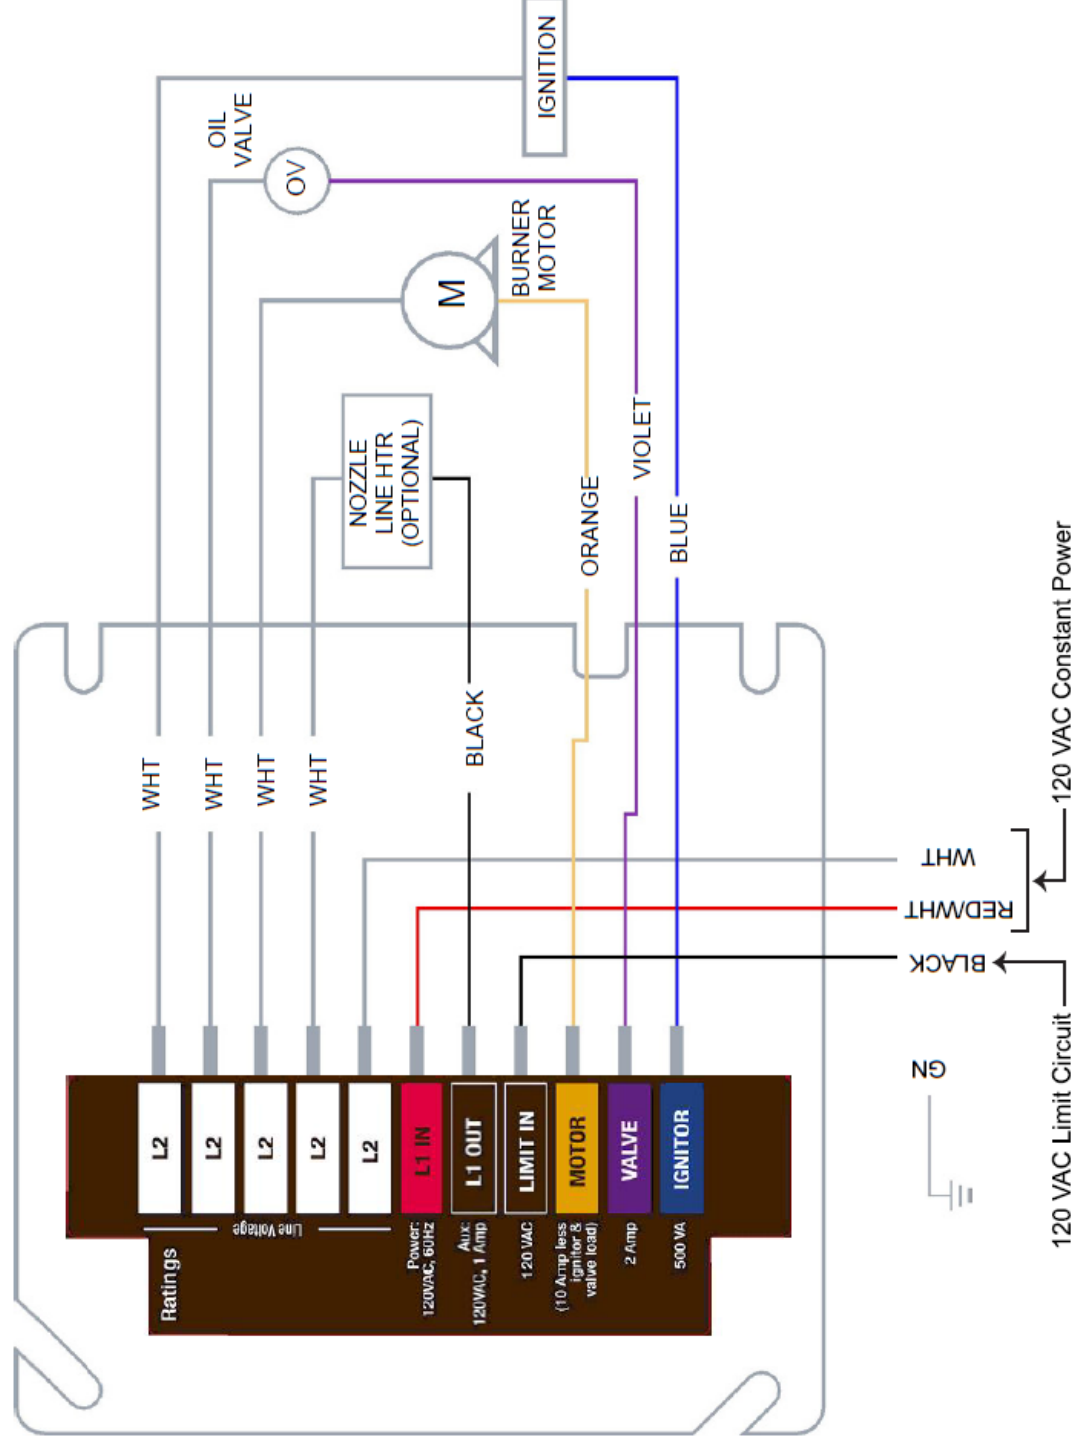 IGNITION
OIL
VALVE
OV
M
BURNER
MOTOR
NOZZLE
LINE HTR
(OPTIONAL)
ORANGE
VIOLET
BLUE
BLACK
WHT
WHT
WHT
WHT
WHT
RED/WHT
BLACK
120 VAC Constant Power
120 VAC Limit Circuit
GN
L2
L2
L2
L2
L2
L1 IN
L1 OUT
LIMIT IN
MOTOR
VALVE
IGNITOR
Ratings
Line Voltage
Power:
120VAC, 60Hz
Aux:
120VAC, 1 Amp
120 VAC
(10 Amp less
ignitor &
valve load)
2 Amp
500 VA